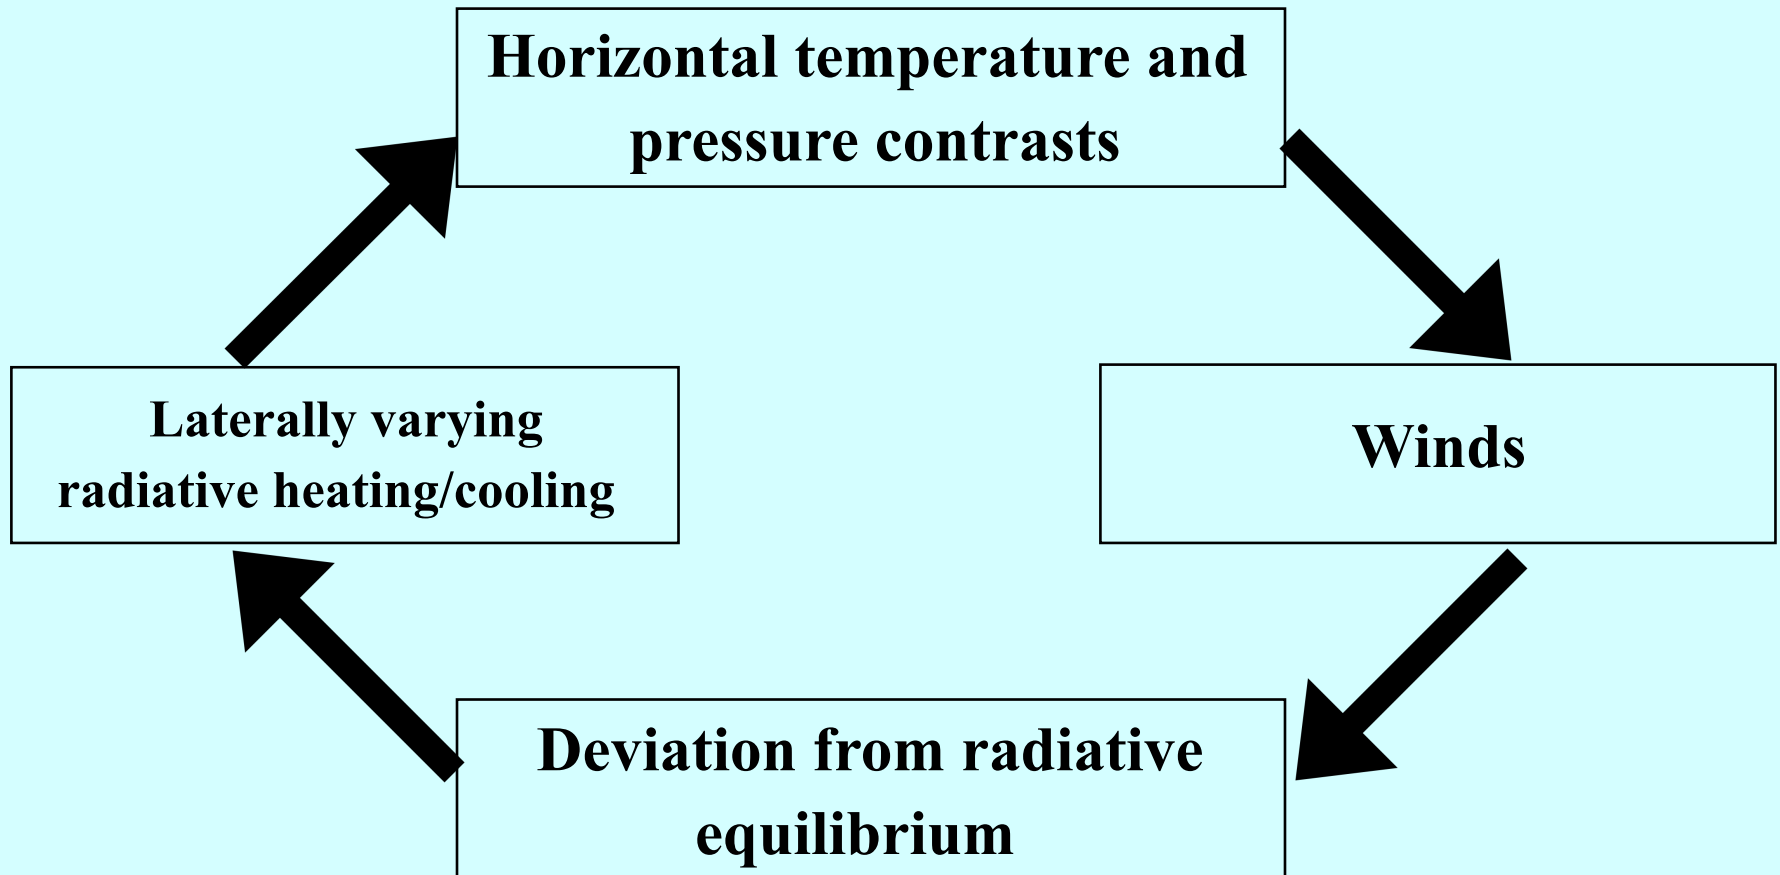 Horizontal temperature and
pressure contrasts
Laterally varying
radiative heating/cooling
Winds
Deviation from radiative
equilibrium